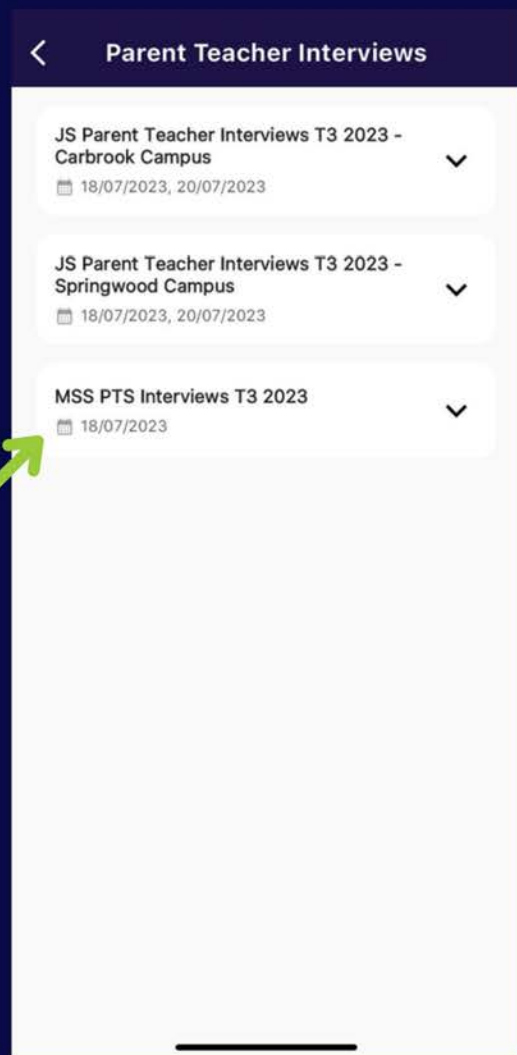 Parent Teacher Interviews
JS Parent Teacher Interviews T3 2023 -
Carbrook Campus
18/07/2023, 20/07/2023
JS Parent Teacher Interviews T3 2023 -
Springwood Campus
18/07/2023, 20/07/2023
MSS PTS Interviews T3 2023
18/07/2023